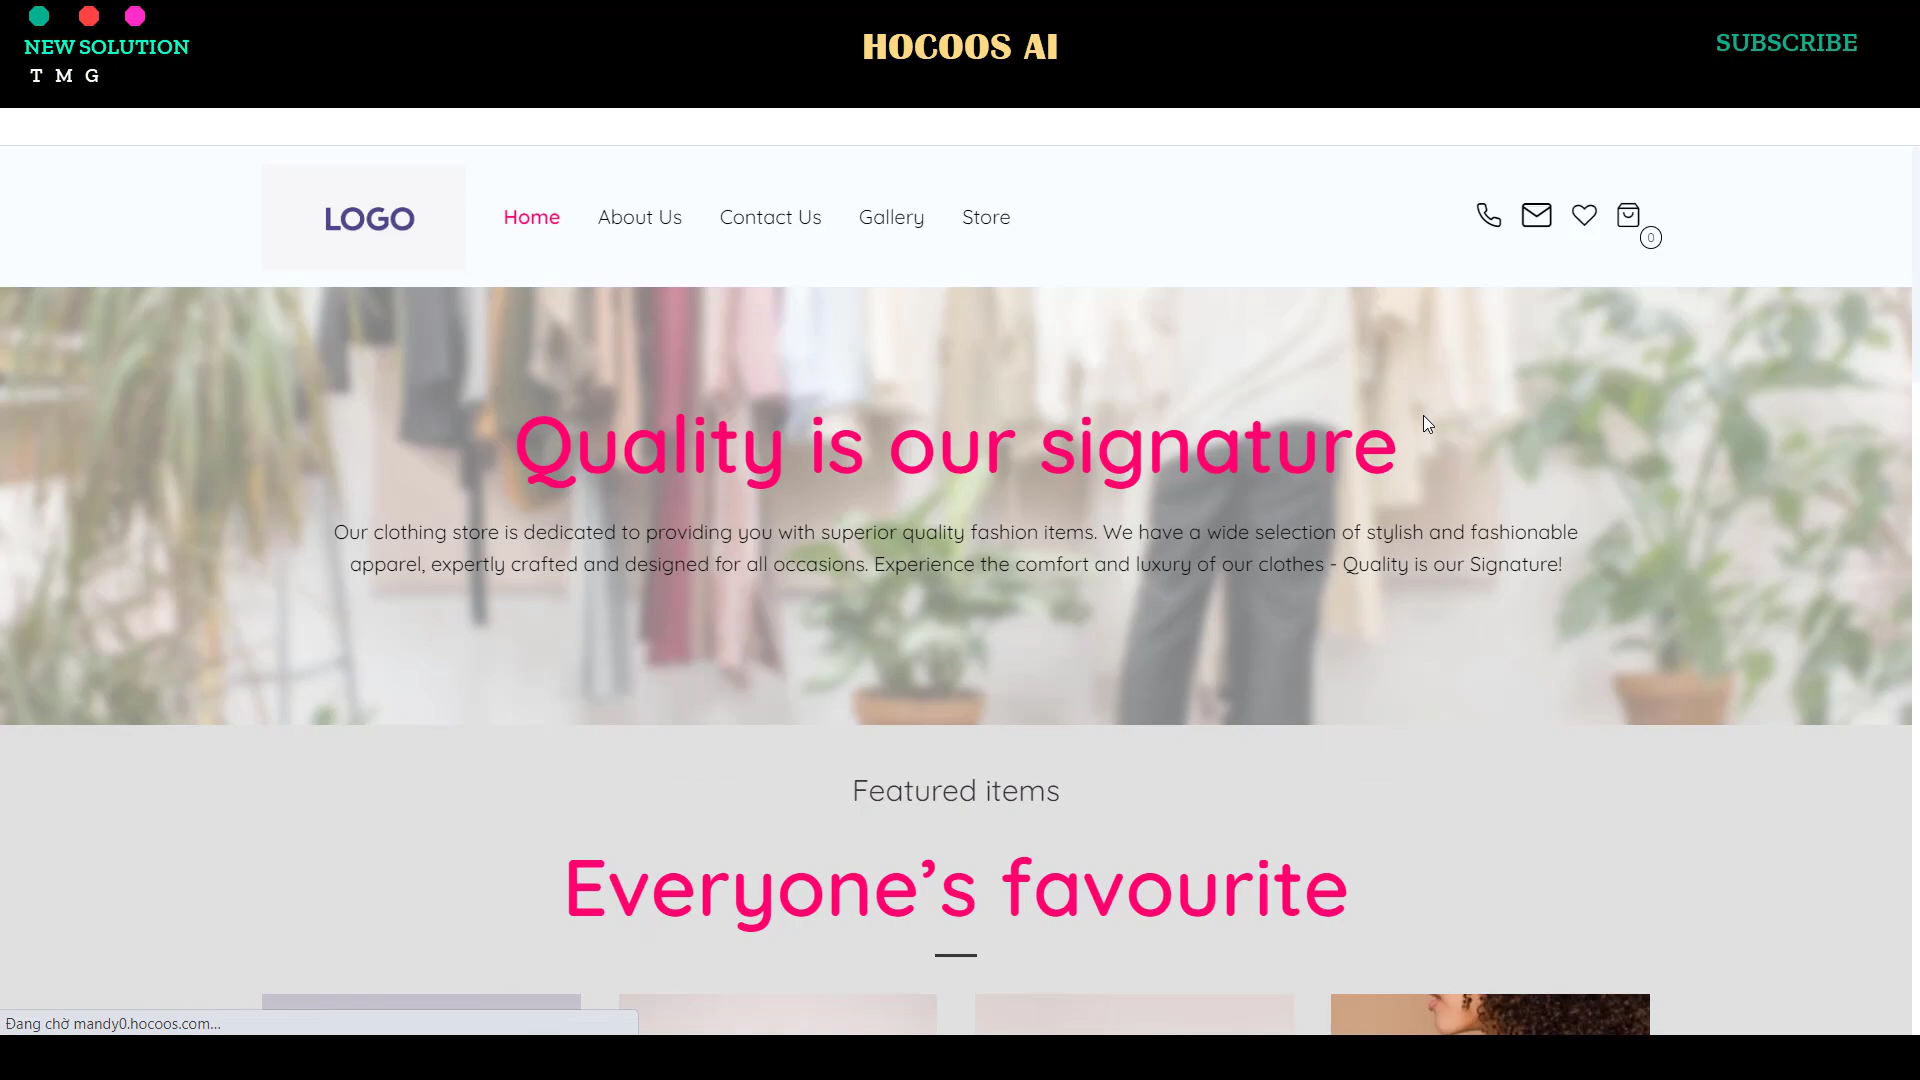 NEW SOLUTION
T M G
HOCOOS AI
SUBSCRIBE
LOGO
Home
About Us
Contact Us
Gallery
Store
0
Quality is our signature
Our clothing store is dedicated to providing you with superior quality fashion items. We have a wide selection of stylish and fashionable
apparel, expertly crafted and designed for all occasions. Experience the comfort and luxury of our clothes - Quality is our Signature!
Featured items
Everyone’s favourite
Đang chờ mandy0.hocoos.com...